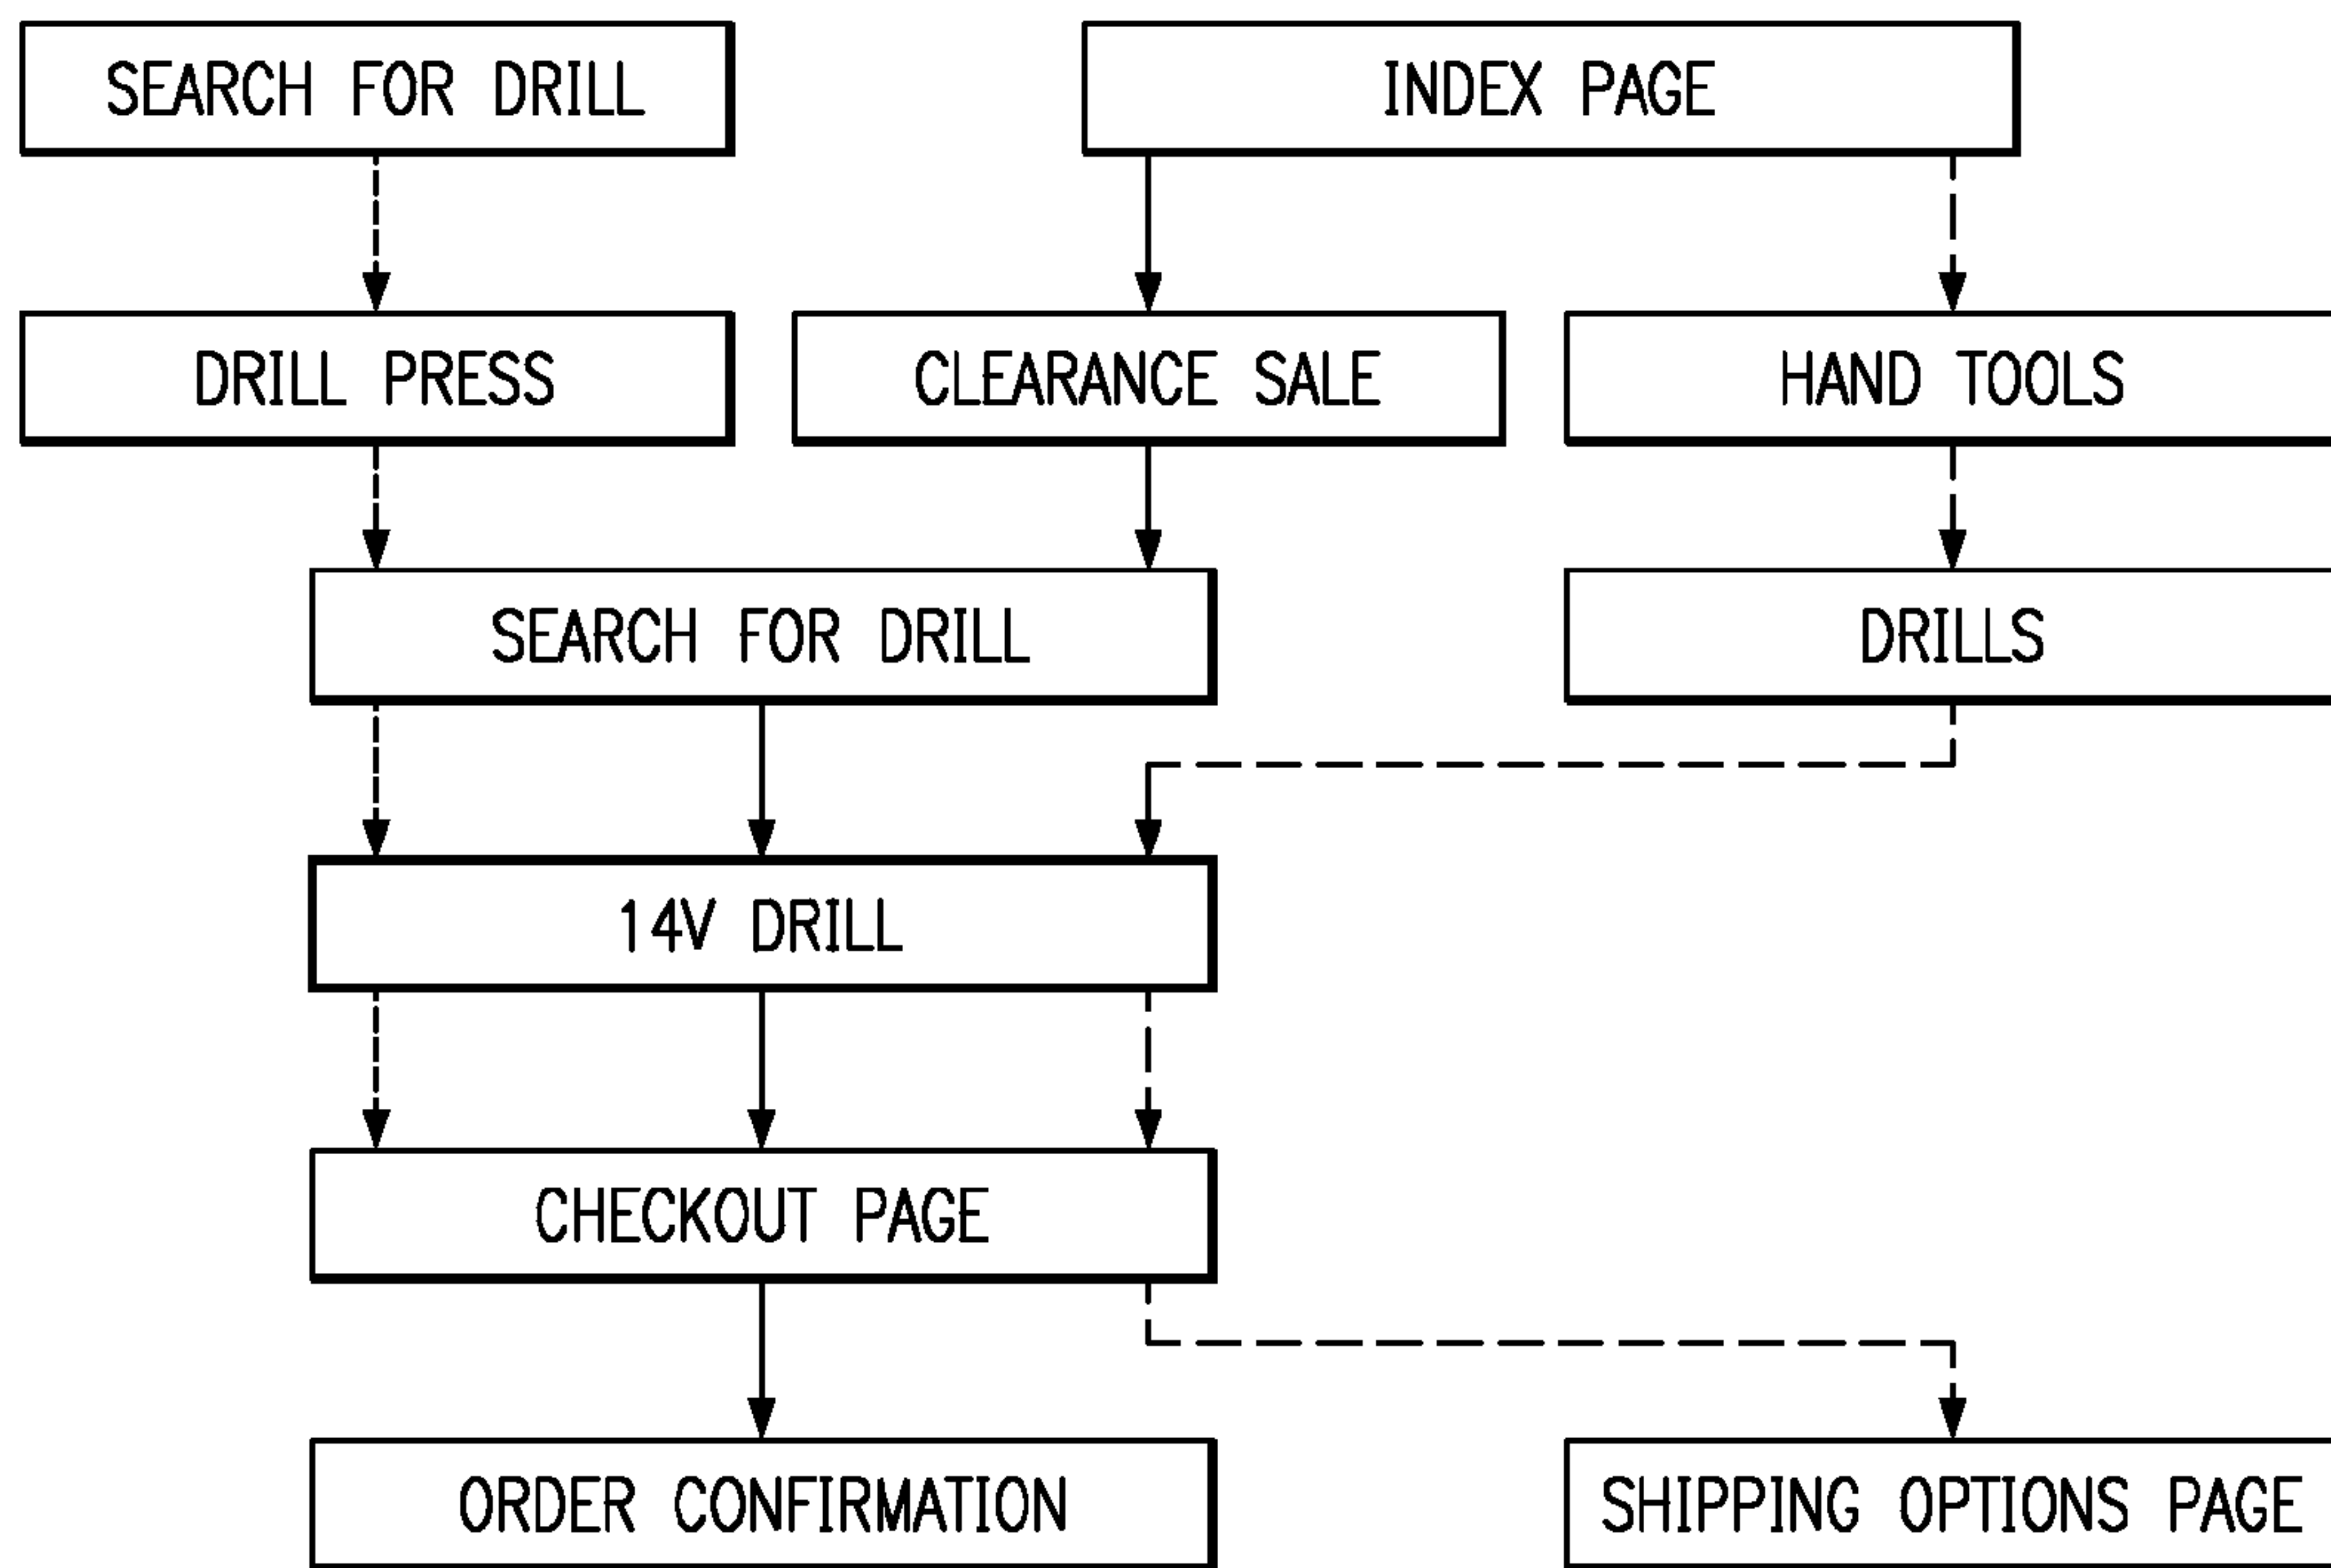 SEARCH FOR DRILL
INDEX PAGE
DRILL PRESS
CLEARANCE SALE
HAND TOOLS
SEARCH FOR DRILL
DRILLS
14V DRILL
CHECKOUT PAGE
ORDER CONFIRMATION
SHIPPING OPTIONS PAGE